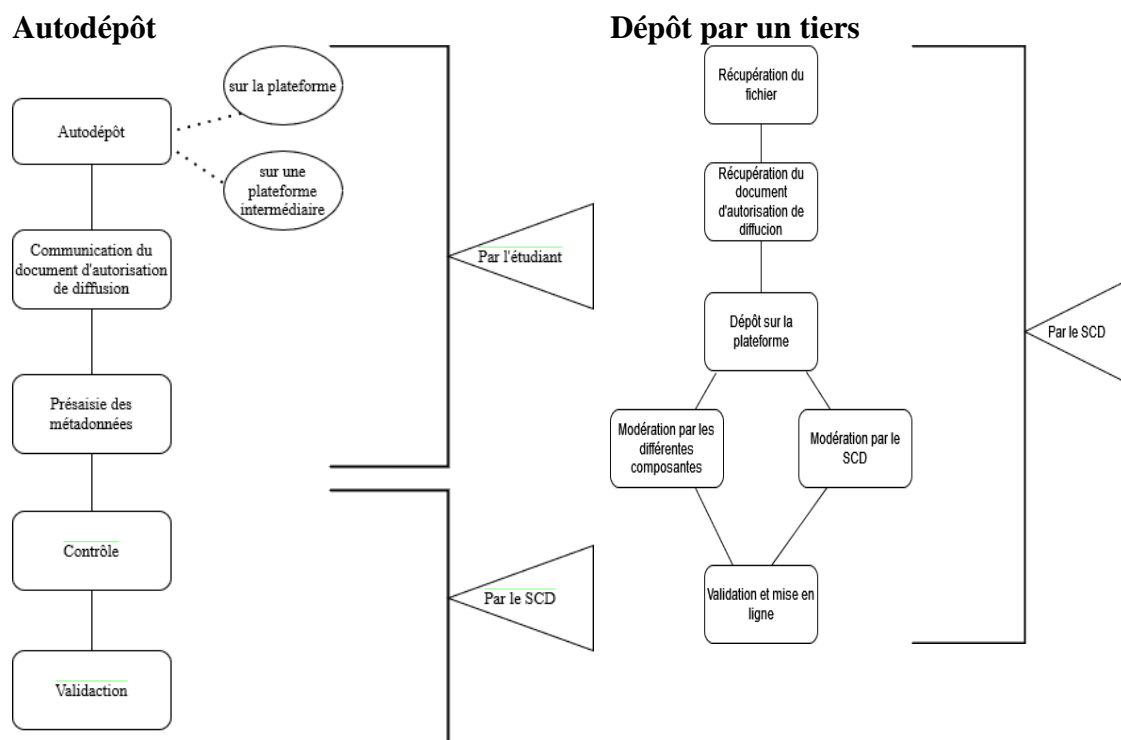 Autodépôt
sur la plateforme
Autodépôt
sur une
plateforme
intermédiaire
Communication du
document d'autorisation
de diffusion
Par l'étudiant
Présaisie des
métadonnées
Contrôle
Par le SCD
Validaction
Dépôt par un tiers
Récupération du
fichier
Récupération du
document
d'autorisation de
diffucion
Dépôt sur la
plateforme
Par le SCD
Modération par les
différentes
composantes
Modération par le
SCD
Validation et mise en
ligne